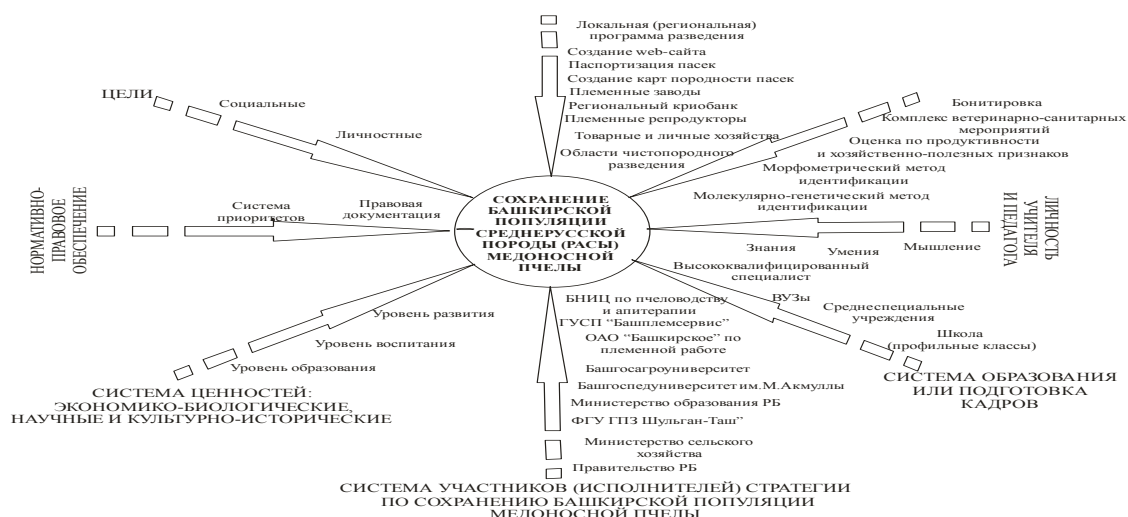 Локальная (региональная)
программа разведения
Создание web-сайта
Паспортизация пасек
Создание карт породности пасек
Племенные заводы
Региональный криобанк
Племенные репродукторы
Товарные и личные хозяйства
Области чистопородного
разведения
ЦЕЛИ
Социальные
Личностные
Бонитировка
Комплекс ветеринарно-санитарных
мероприятий
Оценка по продуктивности
и хозяйственно-полезных признаков
Морфометрический метод
идентификации
Молекулярно-генетический метод
идентификации
НОРМАТИВНО-
ПРАВОВОЕ
ОБЕСПЕЧЕНИЕ
Система
приоритетов
Правовая
документация
СОХРАНЕНИЕ
БАШКИРСКОЙ
ПОПУЛЯЦИИ
СРЕДНЕРУССКОЙ
ПОРОДЫ (РАСЫ)
МЕДОНОСНОЙ
ПЧЕЛЫ
Знания
Умения
Мышление
ЛИЧНОСТЬ
УЧИТЕЛЯ
И ПЕДАГОГА
Высококвалифицированный
специалист
ВУЗы
Среднеспециальные
учреждения
Школа
(профильные классы)
СИСТЕМА ОБРАЗОВАНИЯ
ИЛИ ПОДГОТОВКА
КАДРОВ
Уровень развития
Уровень воспитания
Уровень образования
СИСТЕМА ЦЕННОСТЕЙ:
ЭКОНОМИКО-БИОЛОГИЧЕСКИЕ,
НАУЧНЫЕ И КУЛЬТУРНО-ИСТОРИЧЕСКИЕ
БНИЦ по пчеловодству
и апитерапии
ГУСП “Башплемсервис”
ОАО “Башкирское” по
племенной работе
Башгосагроуниверситет
Башгоспедуниверситет им.М.Акмуллы
Министерство образования РБ
ФГУ ГПЗ Шульган-Таш”
Министерство сельского
хозяйства
Правительство РБ
СИСТЕМА УЧАСТНИКОВ (ИСПОЛНИТЕЛЕЙ) СТРАТЕГИИ
ПО СОХРАНЕНИЮ БАШКИРСКОЙ ПОПУЛЯЦИИ
МЕДОНОСНОЙ ПЧЕЛЫ